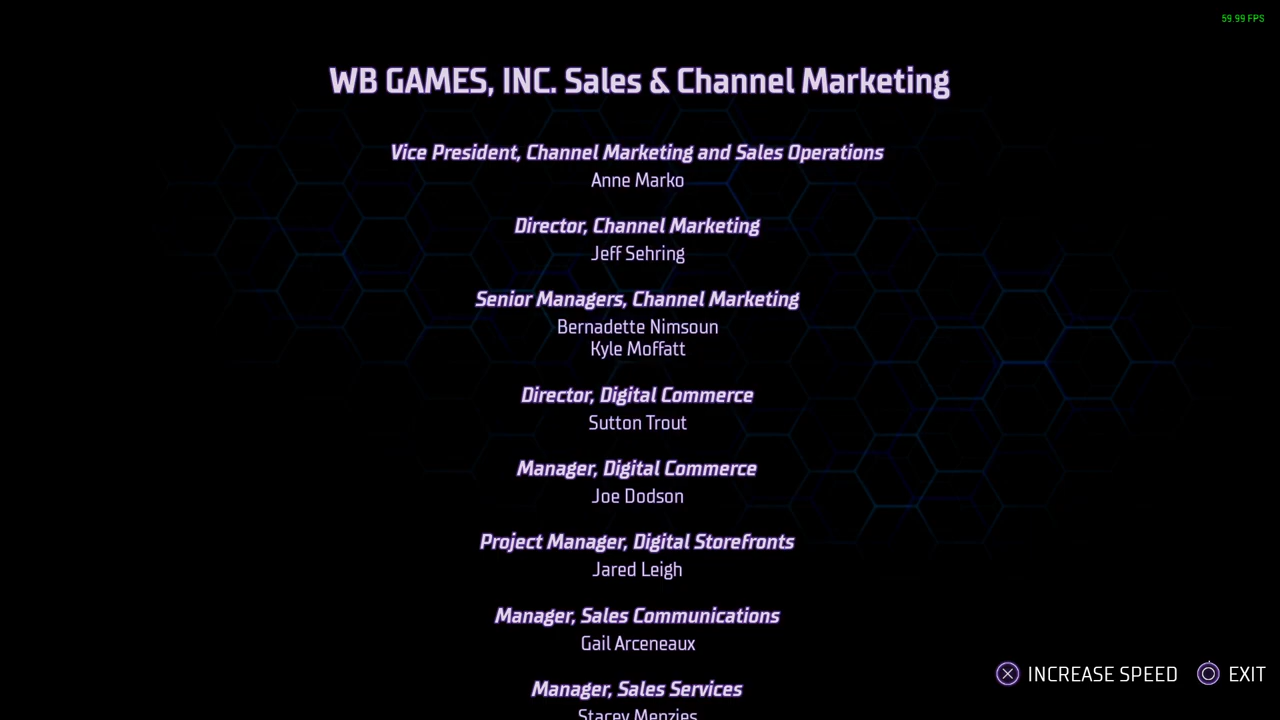 59.99 FPS
WB GAMES, INC. Sales & Channel Marketing
Vice President, Channel Marketing and Sales Operations
Anne Marko
Director, Channel Marketing
Jeff Sehring
Senior Managers, Channel Marketing
Bernadette Nimsoun
Kyle Moffatt
Director, Digital Commerce
Sutton Trout
Manager, Digital Commerce
Joe Dodson
Project Manager, Digital Storefronts
Jared Leigh
Manager, Sales Communications
Gail Arceneaux
INCREASE SPEED EXIT
Manager, Sales Services
Stacey Menzies